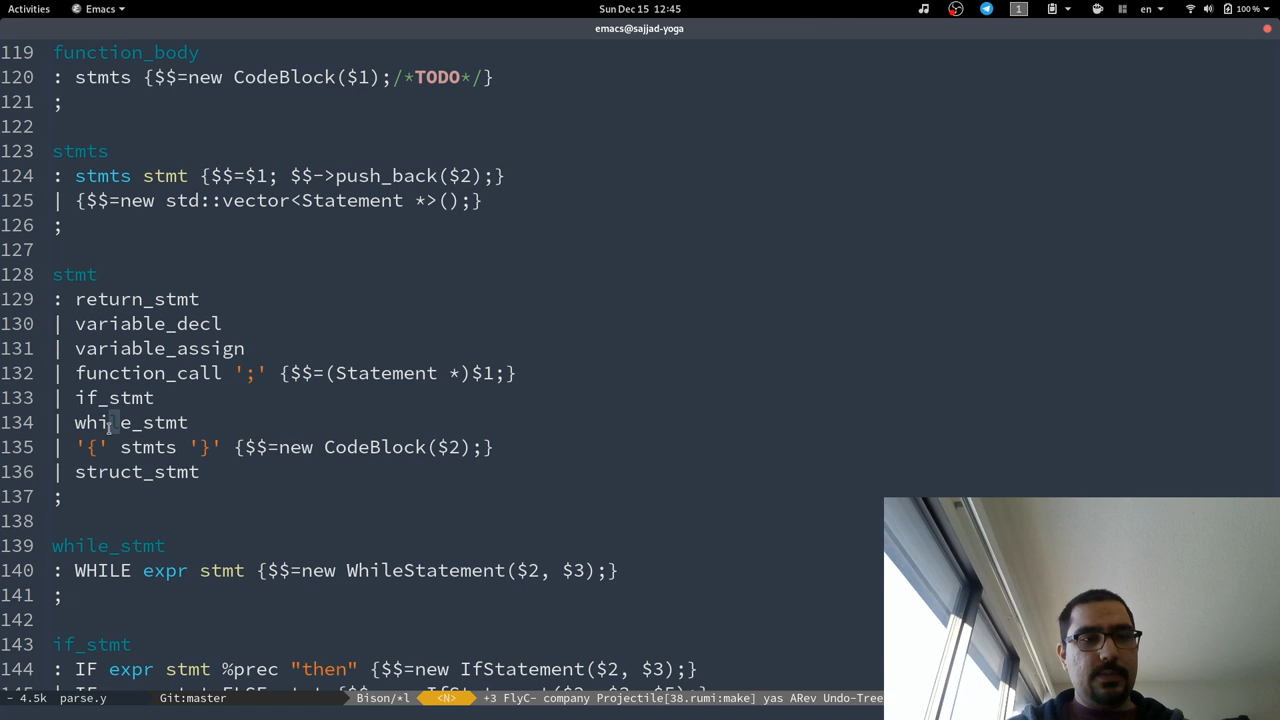 Activities Emacs Sun Dec 15 12:45 1 en 100 %
emacs@sajjad-yoga
119 function_body
120 : stmts {$$=new CodeBlock($1);/*TODO*/}
121 ;
122
123 stmts
124 : stmts stmt {$$=$1; $$->push_back($2);}
125 | {$$=new std::vector<Statement *>();}
126 ;
127
128 stmt
129 : return_stmt
130 | variable_decl
131 | variable_assign
132 | function_call ';' {$$=(Statement *)$1;}
133 | if_stmt
134 | while_stmt
135 | '{' stmts '}' {$$=new CodeBlock($2);}
136 | struct_stmt
137 ;
138
139 while_stmt
140 : WHILE expr stmt {$$=new WhileStatement($2, $3);}
141 ;
142
143 if_stmt
144 : IF expr stmt %prec "then" {$$=new IfStatement($2, $3);}
- 4.5k parse.y Git:master Bison/*l <N> +3 FlyC- company Projectile[38.rumi:make] yas ARev Undo-Tree